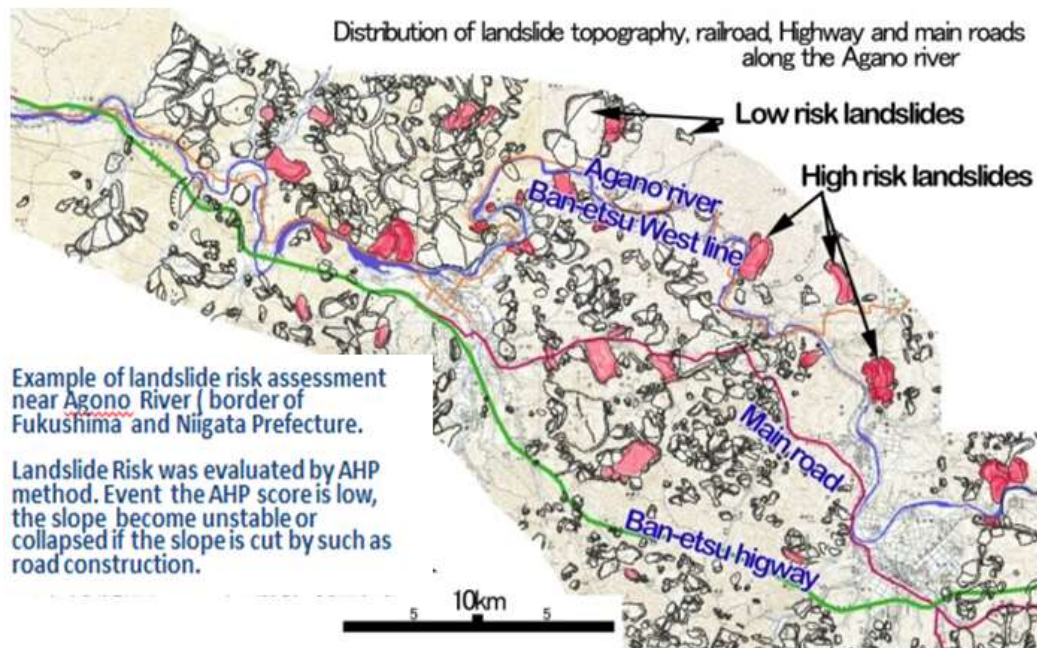 Distribution of landslide topography, railroad, Highway and main roads
along the Agano river
Low risk landslides
High risk landslides
Agano river
Ban-etsu West line
Main road
Ban-etsu higway
Example of landslide risk assessment
near Agono River ( border of
Fukushima and Niigata Prefecture.
Landslide Risk was evaluated by AHP
method. Event the AHP score is low,
the slope become unstable or
collapsed if the slope is cut by such as
road construction.
10km
5 5